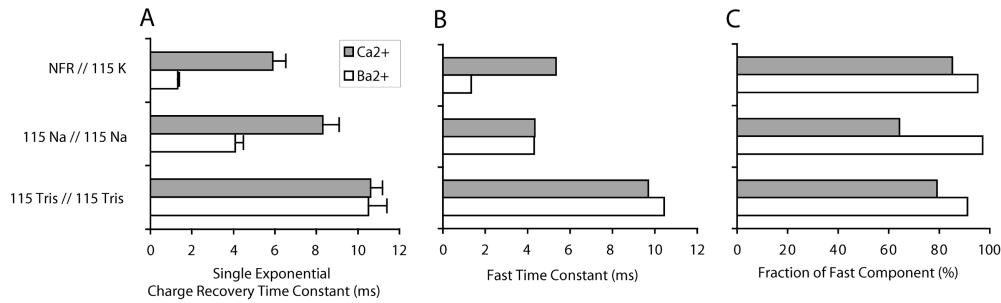 A
B
C
Ca2+
Ba2+
NFR // 115 K
115 Na // 115 Na
115 Tris // 115 Tris
0 2 4 6 8 10 12
0 2 4 6 8 10 12
0 20 40 60 80 100
Single Exponential
Charge Recovery Time Constant (ms)
Fast Time Constant (ms)
Fraction of Fast Component (%)